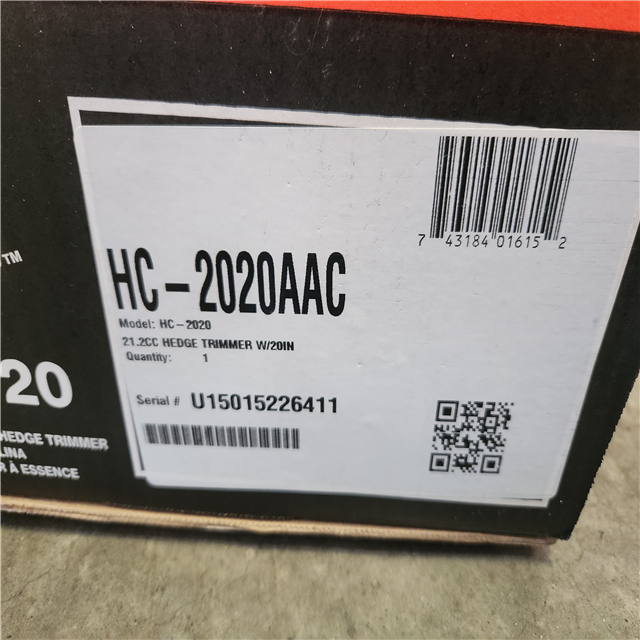 7 43184 01615 2
TM
HC-2020AAC
Model: HC-2020
21.2CC HEDGE TRIMMER W/20IN
Quantity: 1
20
Serial # U15015226411
HEDGE TRIMMER
LINA
R À ESSENCE